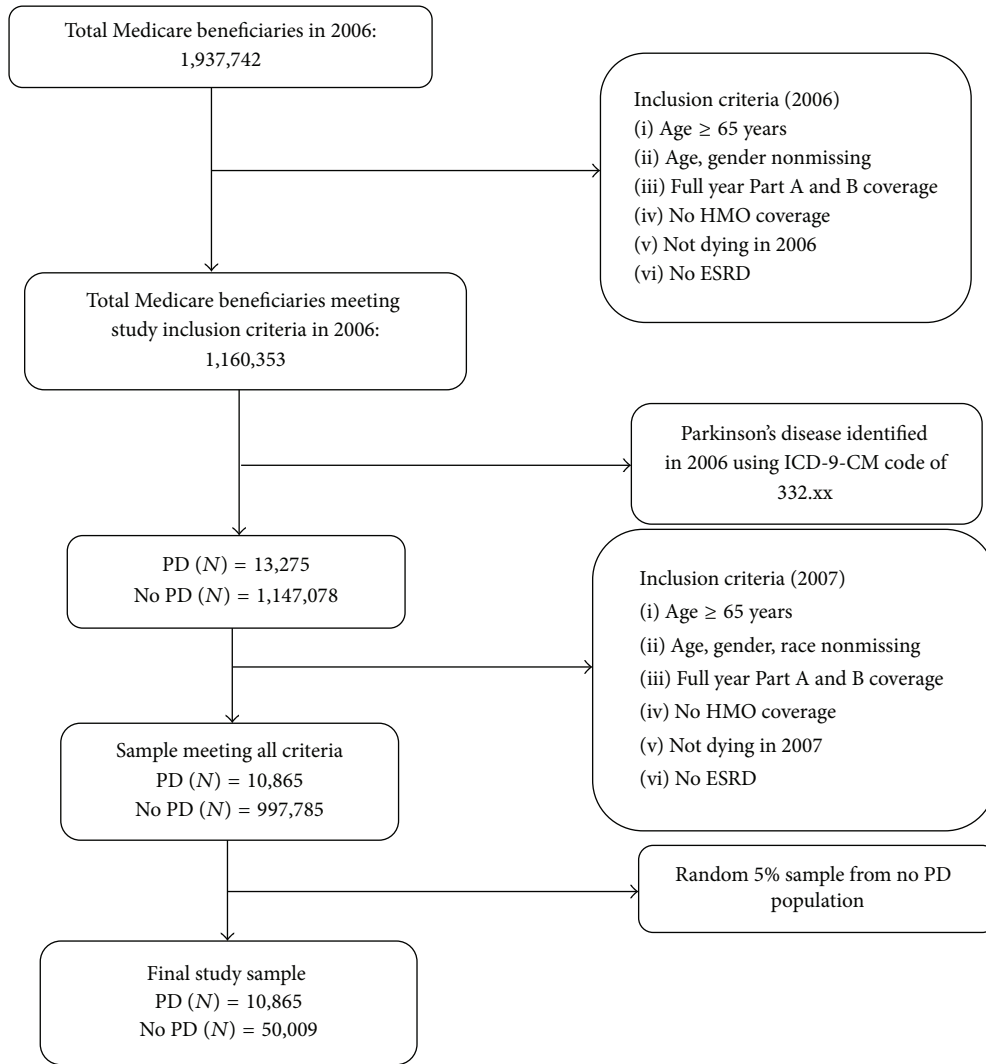 Total Medicare beneficiaries in 2006:
1,937,742
Inclusion criteria (2006)
(i) Age ≥ 65 years
(ii) Age, gender nonmissing
(iii) Full year Part A and B coverage
(iv) No HMO coverage
(v) Not dying in 2006
(vi) No ESRD
Total Medicare beneficiaries meeting
study inclusion criteria in 2006:
1,160,353
Parkinson's disease identified
in 2006 using ICD-9-CM code of
332.xx
PD (N) = 13,275
No PD (N) = 1,147,078
Inclusion criteria (2007)
(i) Age ≥ 65 years
(ii) Age, gender, race nonmissing
(iii) Full year Part A and B coverage
(iv) No HMO coverage
(v) Not dying in 2007
(vi) No ESRD
Sample meeting all criteria
PD (N) = 10,865
No PD (N) = 997,785
Random 5% sample from no PD
population
Final study sample
PD (N) = 10,865
No PD (N) = 50,009